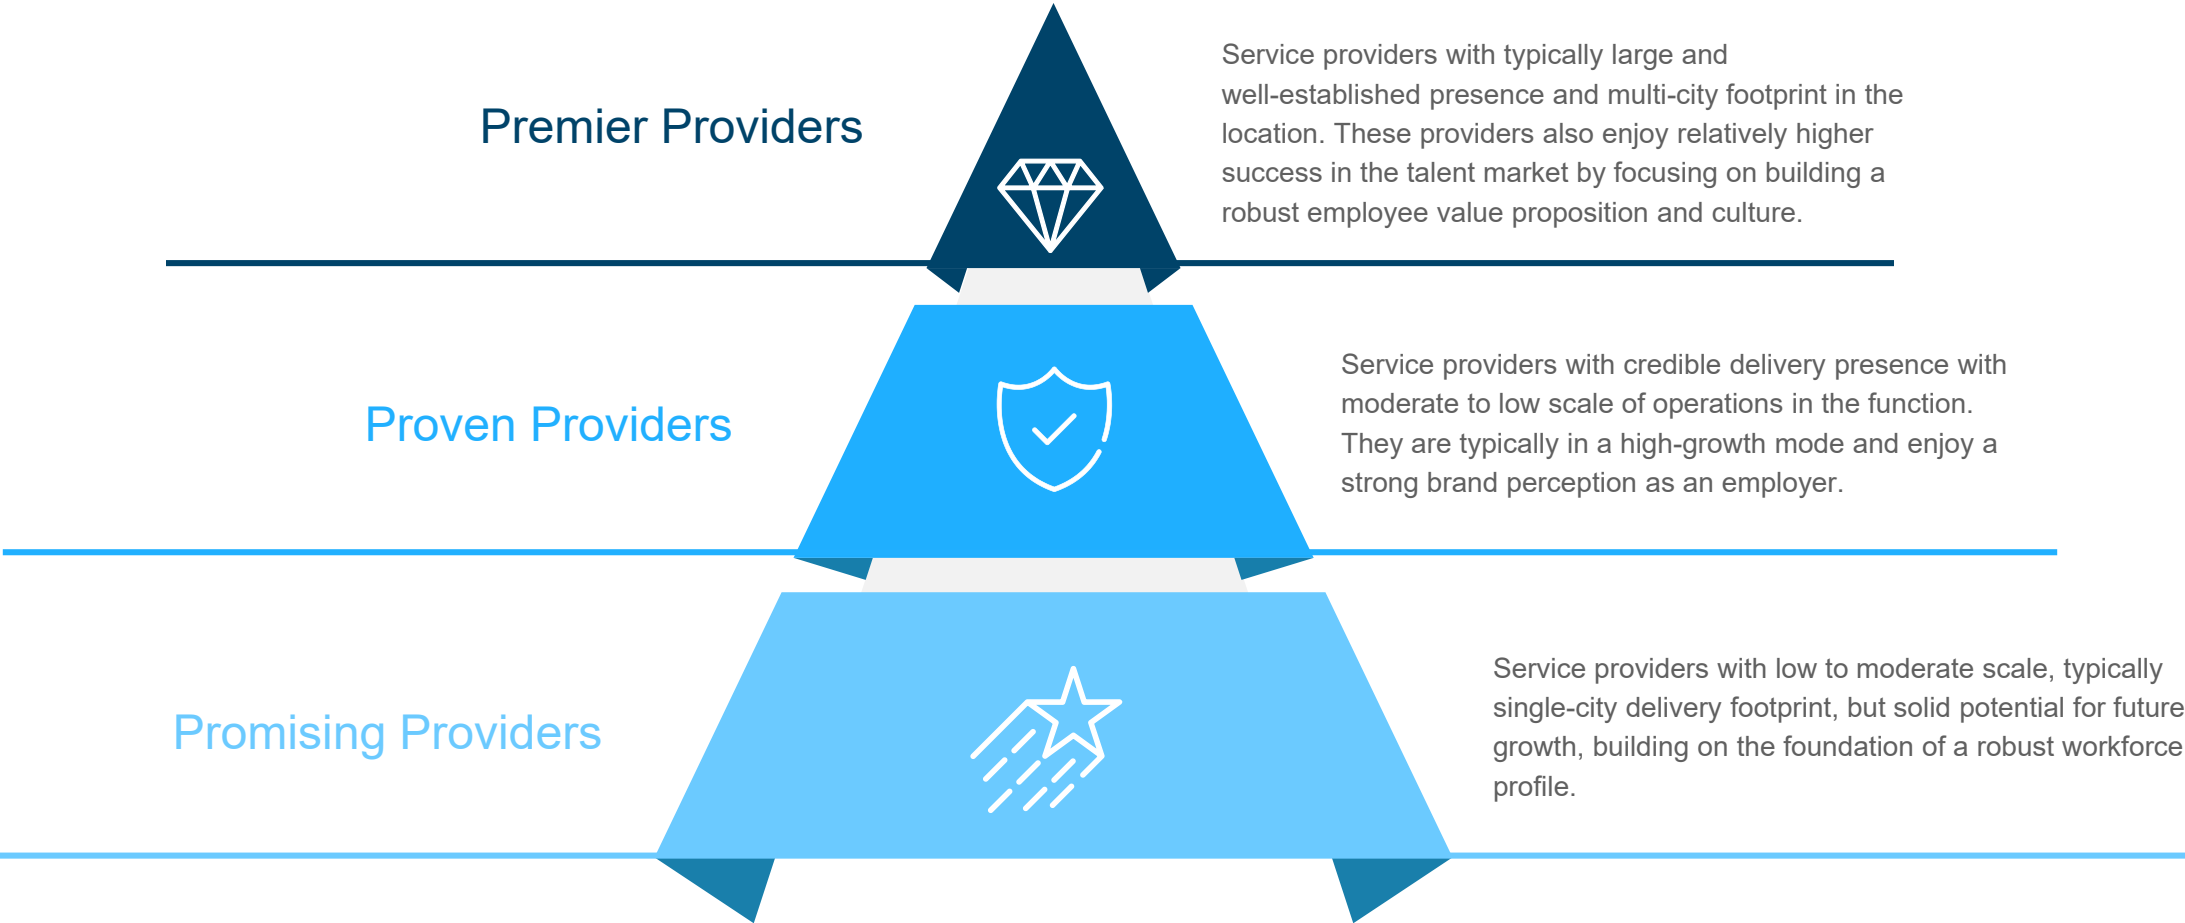 Premier Providers
Service providers with typically large and
well-established presence and multi-city footprint in the
location. These providers also enjoy relatively higher
success in the talent market by focusing on building a
robust employee value proposition and culture.
Proven Providers
Service providers with credible delivery presence with
moderate to low scale of operations in the function.
They are typically in a high-growth mode and enjoy a
strong brand perception as an employer.
Promising Providers
Service providers with low to moderate scale, typically
single-city delivery footprint, but solid potential for future
growth, building on the foundation of a robust workforce
profile.